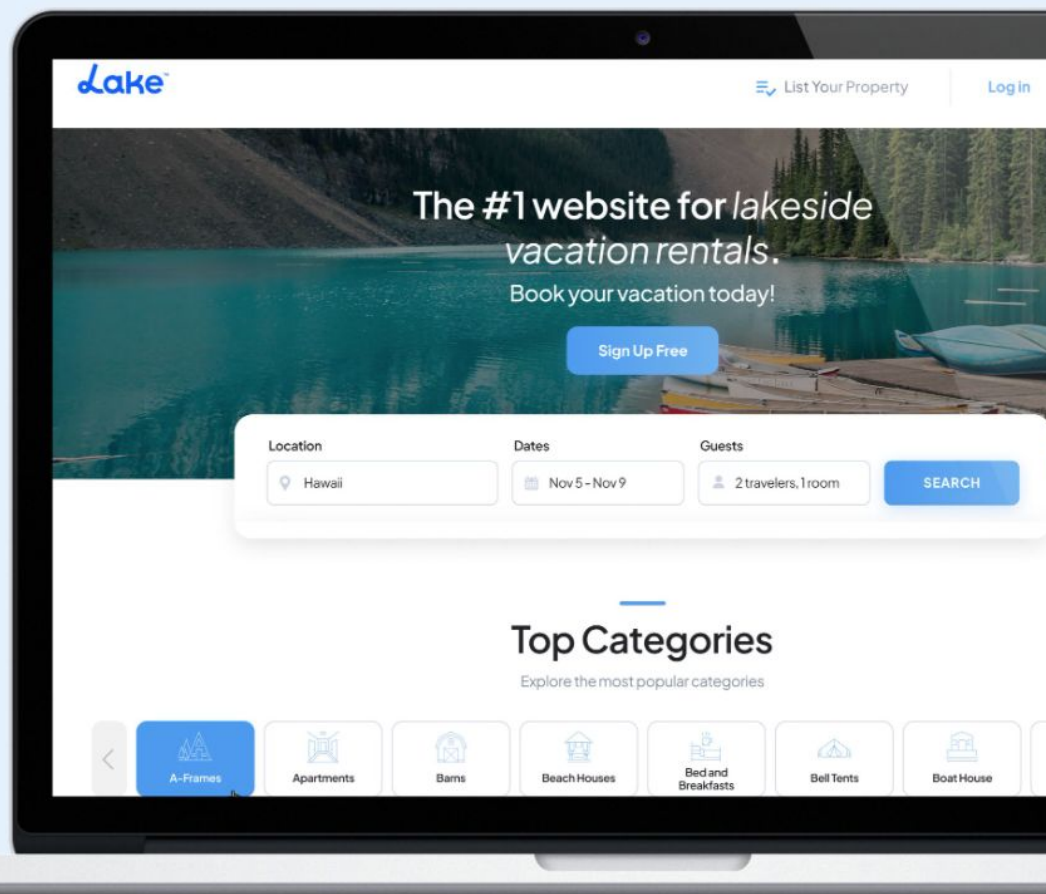 Lake™
List Your Property
Log in
The #1 website for lakeside
vacation rentals.
Book your vacation today!
Sign Up Free
Location
Dates
Guests
Hawaii
Nov 5 - Nov 9
2 travelers, 1 room
SEARCH
Top Categories
Explore the most popular categories
A-Frames
Apartments
Barns
Beach Houses
Bed and
Breakfasts
Bell Tents
Boat House